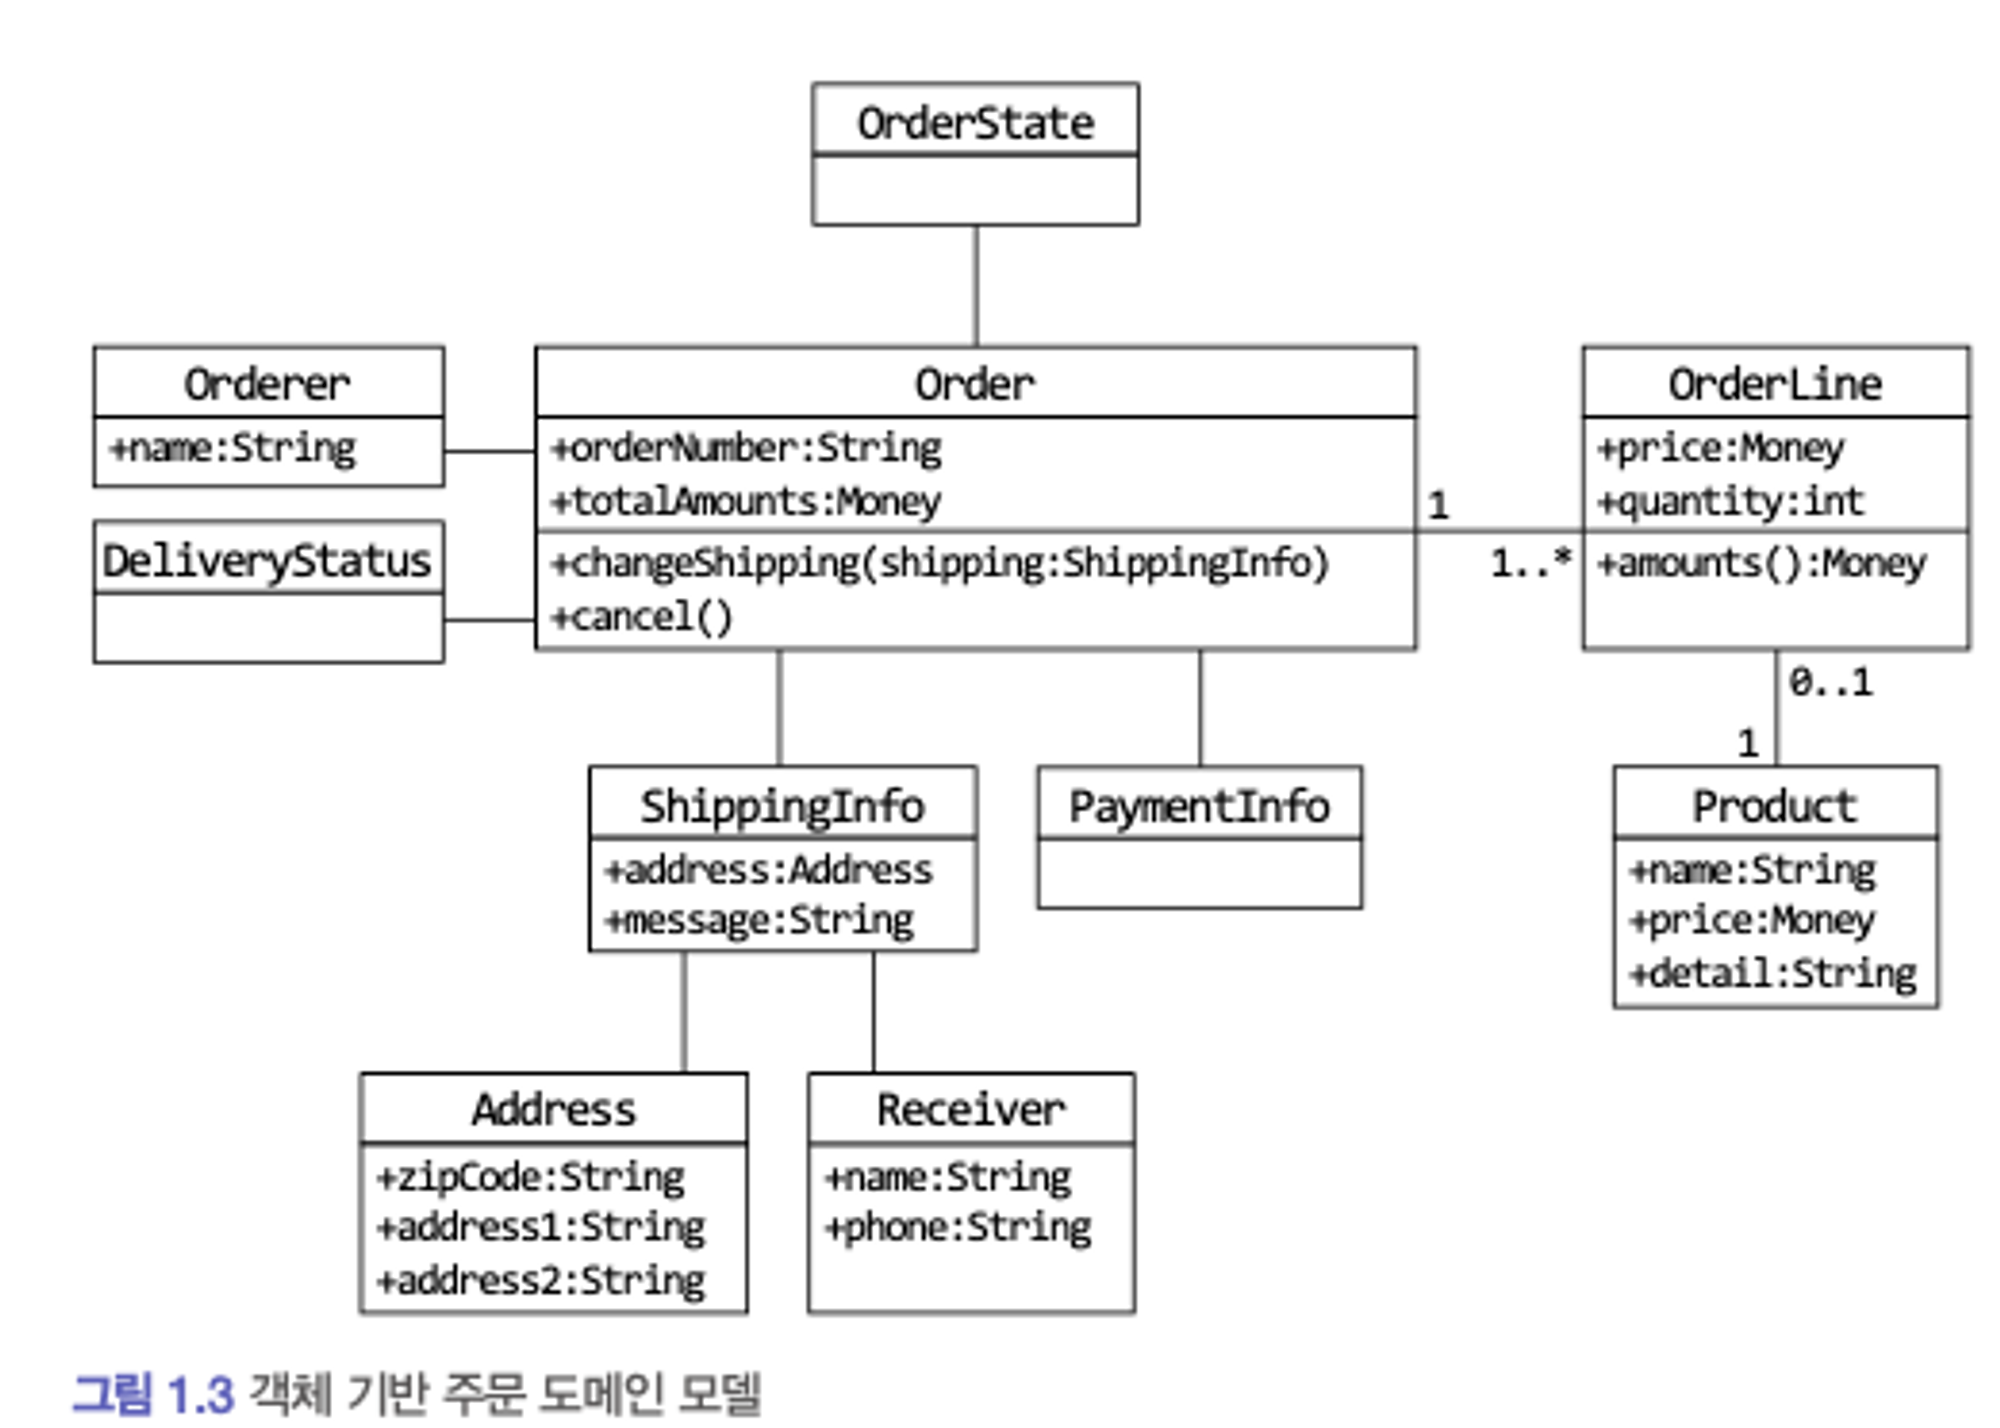 OrderState
Orderer
+name:String
DeliveryStatus
Order
+orderNumber:String
+totalAmounts:Money
+changeShipping(shipping:ShippingInfo)
+cancel()
1
1..*
OrderLine
+price:Money
+quantity:int
+amounts():Money
0..1
1
ShippingInfo
+address:Address
+message:String
PaymentInfo
Product
+name:String
+price:Money
+detail:String
Address
+zipCode:String
+address1:String
+address2:String
Receiver
+name:String
+phone:String
그림 1.3 객체 기반 주문 도메인 모델